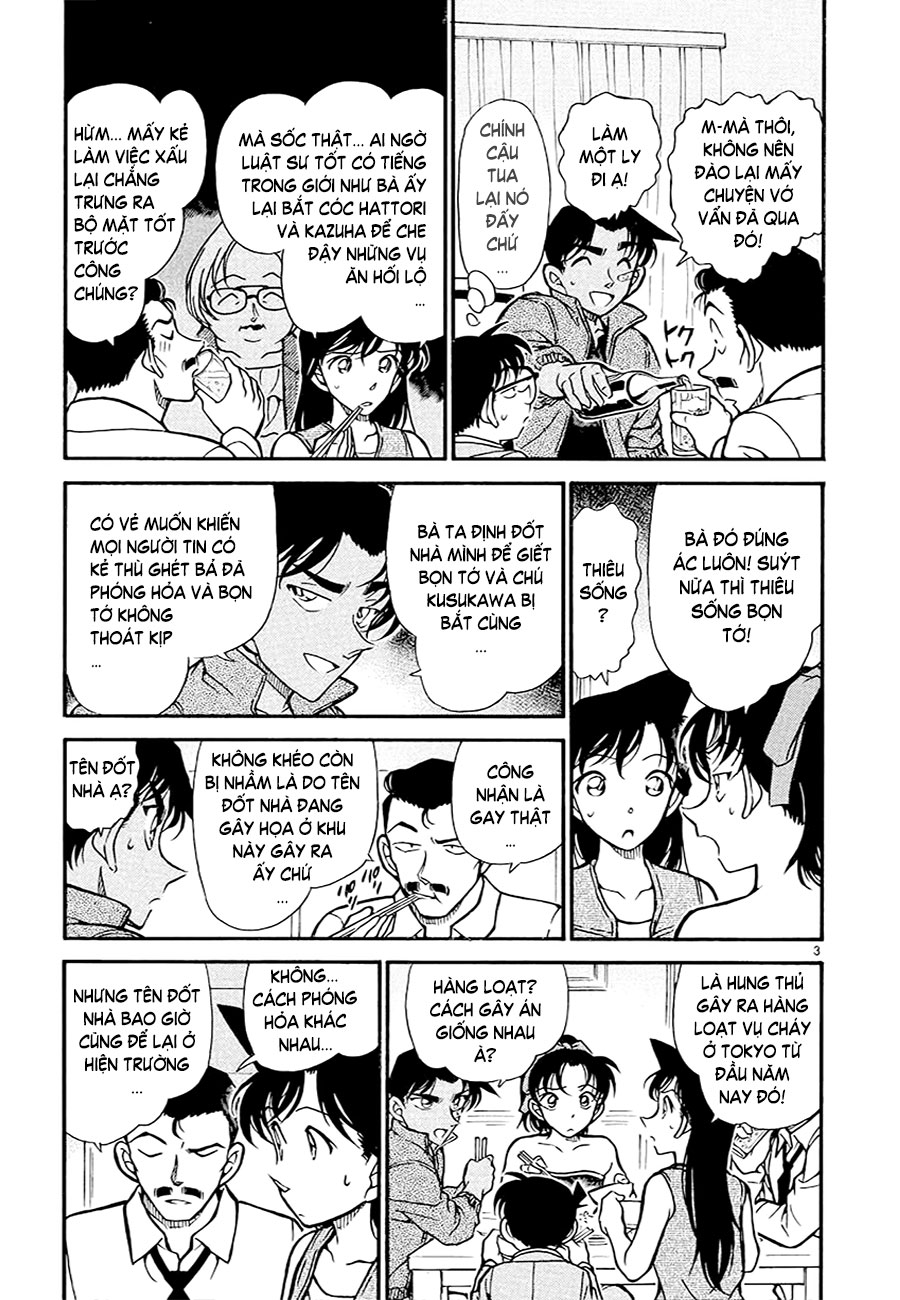 M-MÀ THÔI,
KHÔNG NÊN
ĐÀO LẠI MẤY
CHUYỆN VỚ
VẨN ĐÃ QUA
ĐÓ!
LÀM
MỘT LY
ĐI Ạ!
CHÍNH
CẬU
TUA
LẠI NÓ
ĐẤY
CHỨ
...
MÀ SỐC THẬT... AI NGỜ
LUẬT SƯ TỐT CÓ TIẾNG
TRONG GIỚI NHƯ BÀ ẤY
LẠI BẮT CÓC HATTORI
VÀ KAZUHA ĐỂ CHE
ĐẬY NHỮNG VỤ
ĂN HỐI LỘ
...
HỪM... MẤY KẺ
LÀM VIỆC XẤU
LẠI CHẲNG
TRƯNG RA
BỘ MẶT TỐT
TRƯỚC
CÔNG
CHÚNG?
BÀ ĐÓ ĐÚNG
ÁC LUÔN! SUÝT
NỮA THÌ THIÊU
SỐNG BỌN
TỚ!
THIÊU
SỐNG
?
BÀ TA ĐỊNH ĐỐT
NHÀ MÌNH ĐỂ GIẾT
BỌN TỚ VÀ CHÚ
KUSUKAWA BỊ
BẮT CÙNG
...
CÓ VẺ MUỐN KHIẾN
MỌI NGƯỜI TIN CÓ
KẺ THÙ GHÉT BẢ ĐÃ
PHÓNG HỎA VÀ BỌN
TỚ KHÔNG
THOÁT KỊP
...
CÔNG
NHẬN LÀ
GAY THẬT
...
KHÔNG KHÉO CÒN
BỊ NHẦM LÀ DO TÊN
ĐỐT NHÀ ĐANG
GÂY HỌA Ở KHU
NÀY GÂY RA
ẤY CHỨ
...
TÊN ĐỐT
NHÀ Ạ?
3
LÀ HUNG THỦ
GÂY RA HÀNG
LOẠT VỤ CHÁY
Ở TOKYO TỪ
ĐẦU NĂM
NAY ĐÓ!
HÀNG LOẠT?
CÁCH GÂY ÁN
GIỐNG NHAU
À?
KHÔNG...
CÁCH PHÓNG
HỎA KHÁC
NHAU...
NHƯNG TÊN ĐỐT
NHÀ BAO GIỜ
CŨNG ĐỂ LẠI Ở
HIỆN TRƯỜNG
...